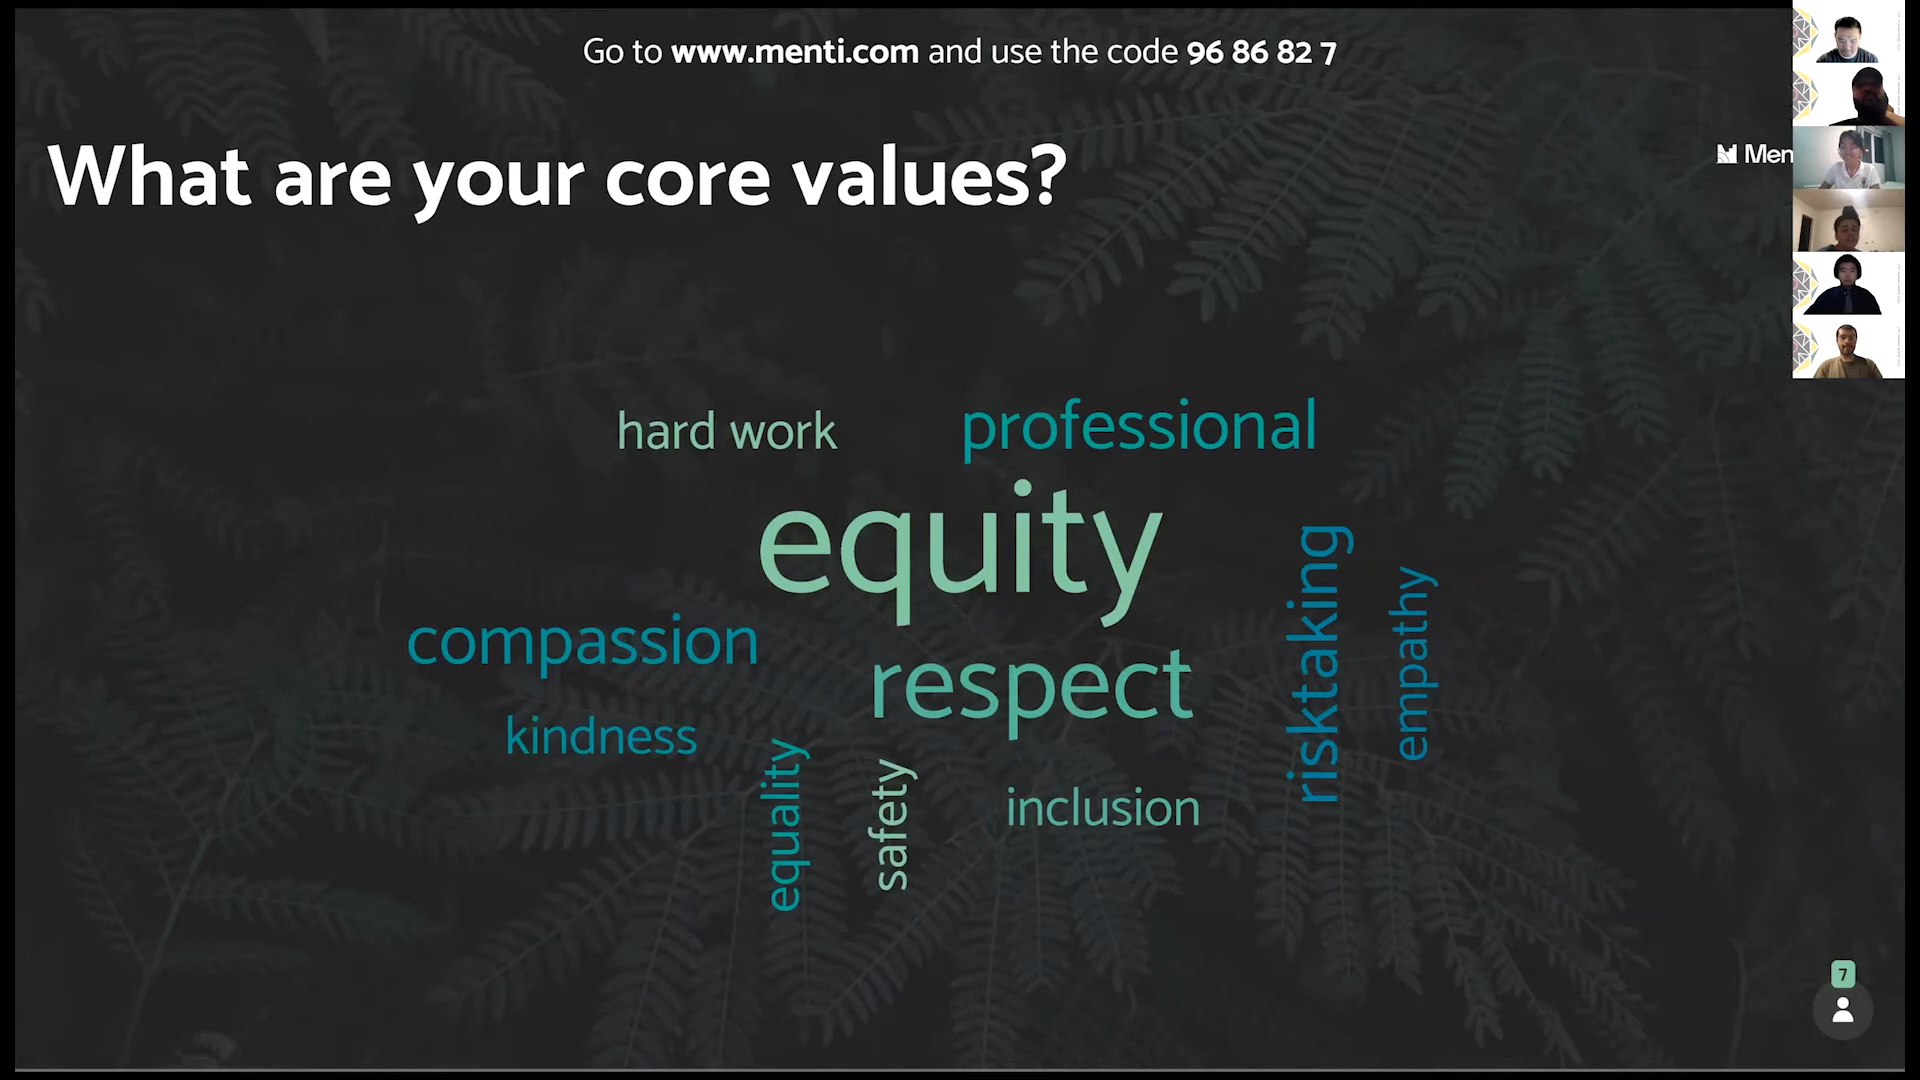 Go to www.menti.com and use the code 96 86 82 7
What are your core values?
Men
hard work
professional
equity
risktaking
empathy
compassion
respect
kindness
equality
safety
inclusion
7